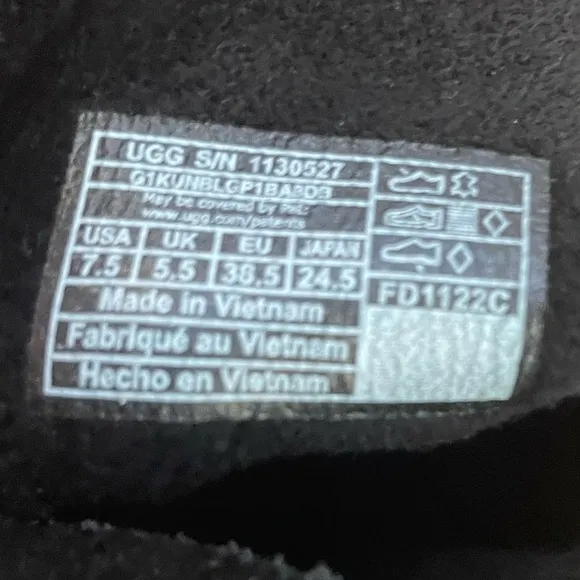 UGG S/N 1130527
May be covered by Pat.
www.ugg.com/patents
USA UK EU JAPAN
7.5 5.5 38.5 24.5
FD1122C
Made in Vietnam
Fabriqué au Vietnam
Hecho en Vietnam